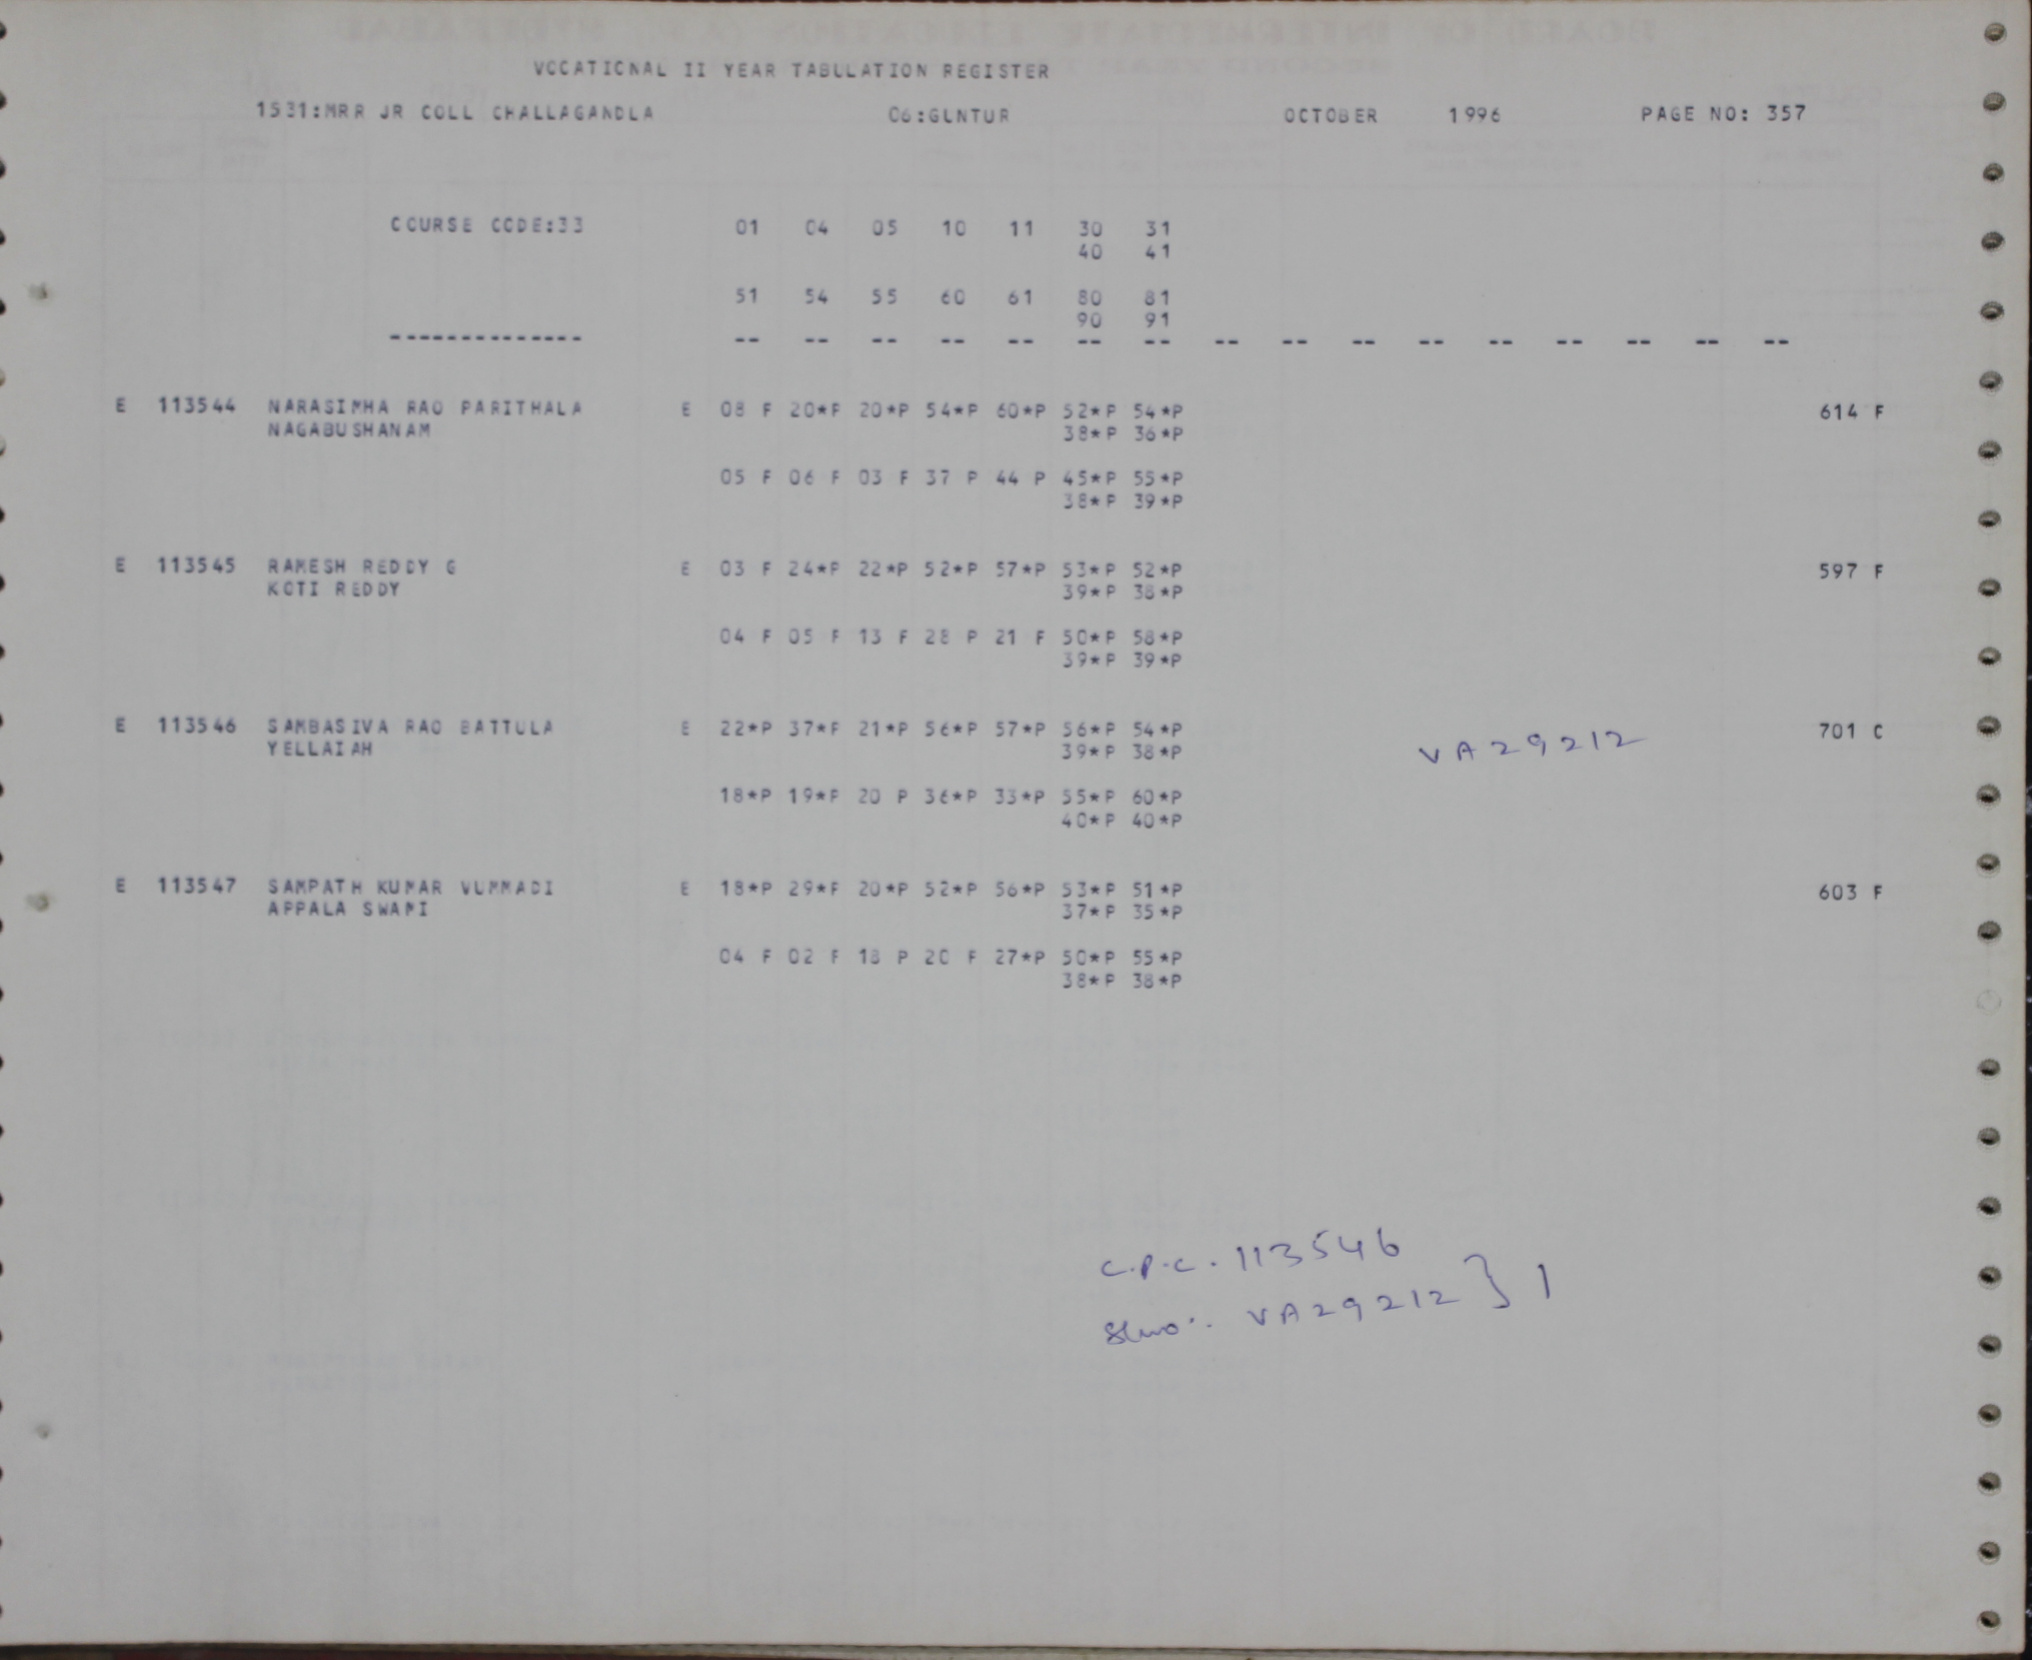 VOCATIONAL II YEAR TABULATION REGISTER
1531:MRR JR COLL CHALLAGANDLA 06:GUNTUR OCTOBER 1996 PAGE NO: 357
COURSE CODE:33 01 04 05 10 11 30 31
40 41
51 54 55 60 61 80 81
90 91
-------------- -- -- -- -- -- -- -- -- -- -- -- -- -- -- -- --
E 113544 NARASIMHA RAO PARITHALA E 08 F 20*P 20*P 54*P 60*P 52*P 54*P 614 F
NAGABUSHANAM 38*P 36*P
05 F 06 F 03 F 37 P 44 P 45*P 55*P
38*P 39*P
E 113545 RAMESH REDDY G E 03 F 24*P 22*P 52*P 57*P 53*P 52*P 597 F
KOTI REDDY 39*P 38*P
04 F 05 F 13 F 28 P 21 F 50*P 58*P
39*P 39*P
E 113546 SAMBASIVA RAO BATTULA E 22*P 37*P 21*P 56*P 57*P 56*P 54*P 701 C
YELLAIAH 39*P 38*P VA29212
18*P 19*P 20 P 36*P 33*P 55*P 60*P
40*P 40*P
E 113547 SAMPATH KUMAR VUMMADI E 18*P 29*P 20*P 52*P 56*P 53*P 51*P 603 F
APPALA SWAMI 37*P 35*P
04 F 02 F 18 P 20 F 27*P 50*P 55*P
38*P 38*P
C.P.C. 113546
VA29212 } 1